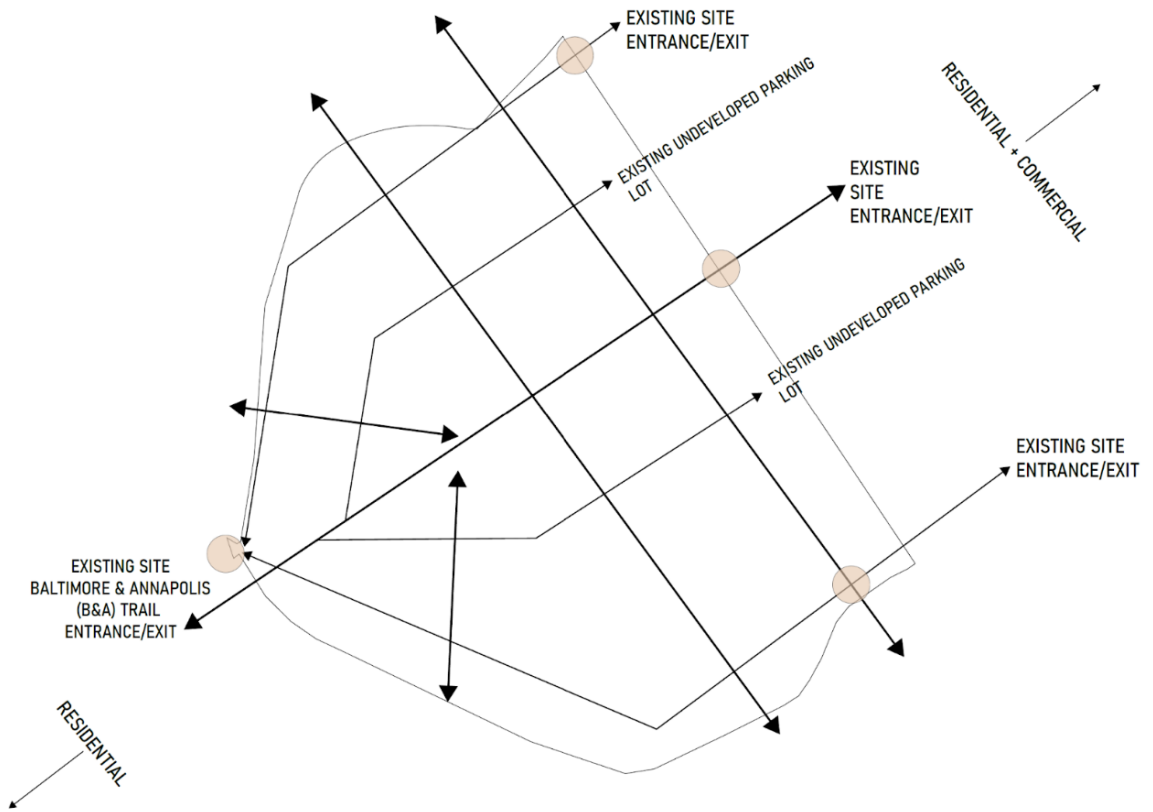 EXISTING SITE
ENTRANCE/EXIT
EXISTING UNDEVELOPED PARKING
LOT
RESIDENTIAL + COMMERCIAL
EXISTING
SITE
ENTRANCE/EXIT
EXISTING UNDEVELOPED PARKING
LOT
EXISTING SITE
ENTRANCE/EXIT
EXISTING SITE
BALTIMORE & ANNAPOLIS
(B&A) TRAIL
ENTRANCE/EXIT
RESIDENTIAL